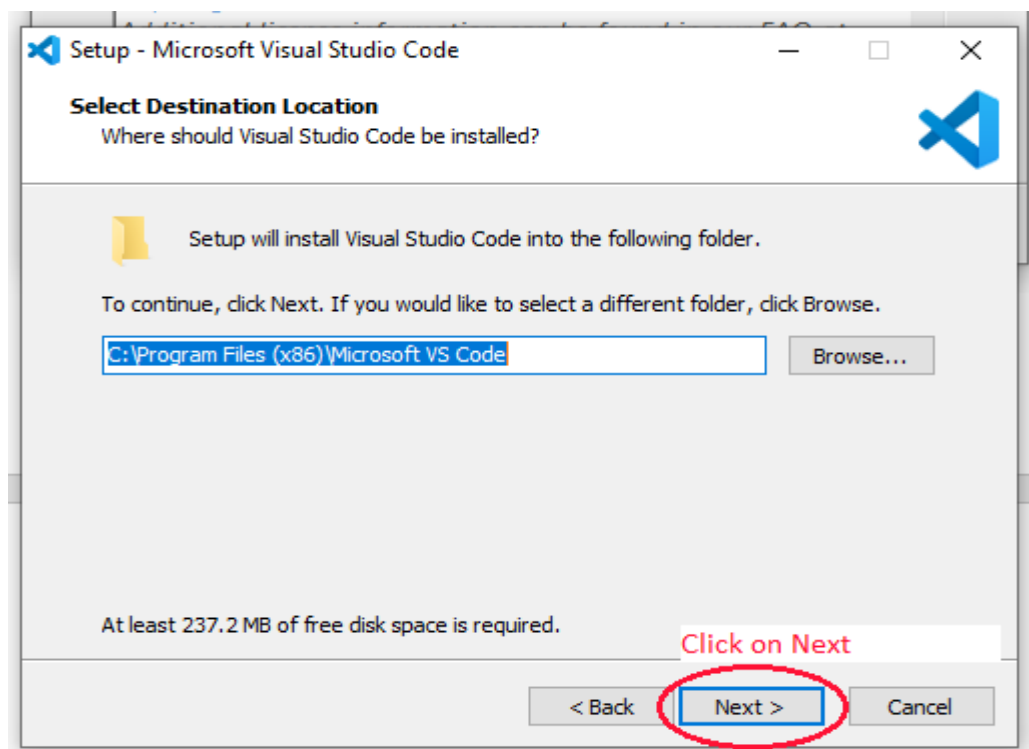 Setup - Microsoft Visual Studio Code
Select Destination Location
Where should Visual Studio Code be installed?
Setup will install Visual Studio Code into the following folder.
To continue, click Next. If you would like to select a different folder, click Browse.
C:\Program Files (x86)\Microsoft VS Code
Browse...
At least 237.2 MB of free disk space is required.
Click on Next
< Back
Next >
Cancel